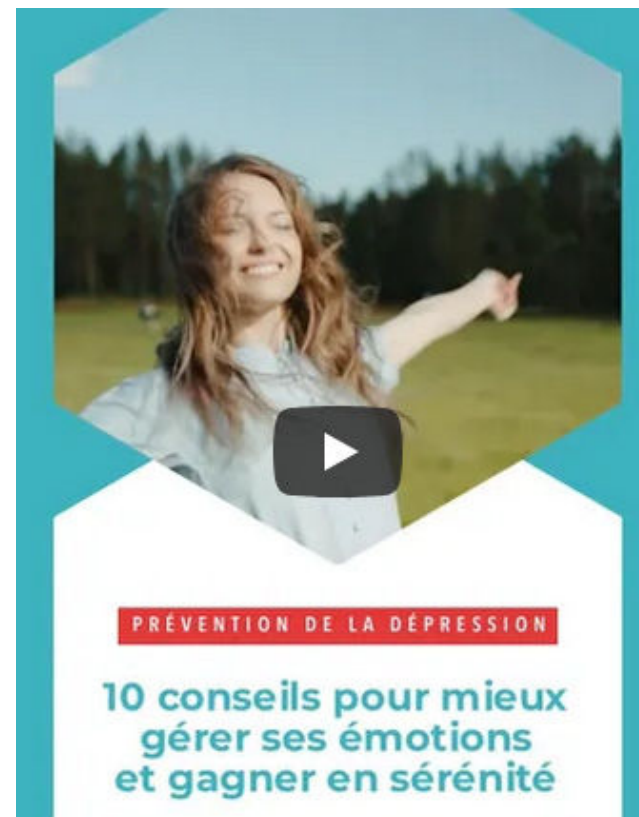 PRÉVENTION DE LA DÉPRESSION
10 conseils pour mieux
gérer ses émotions
et gagner en sérénité